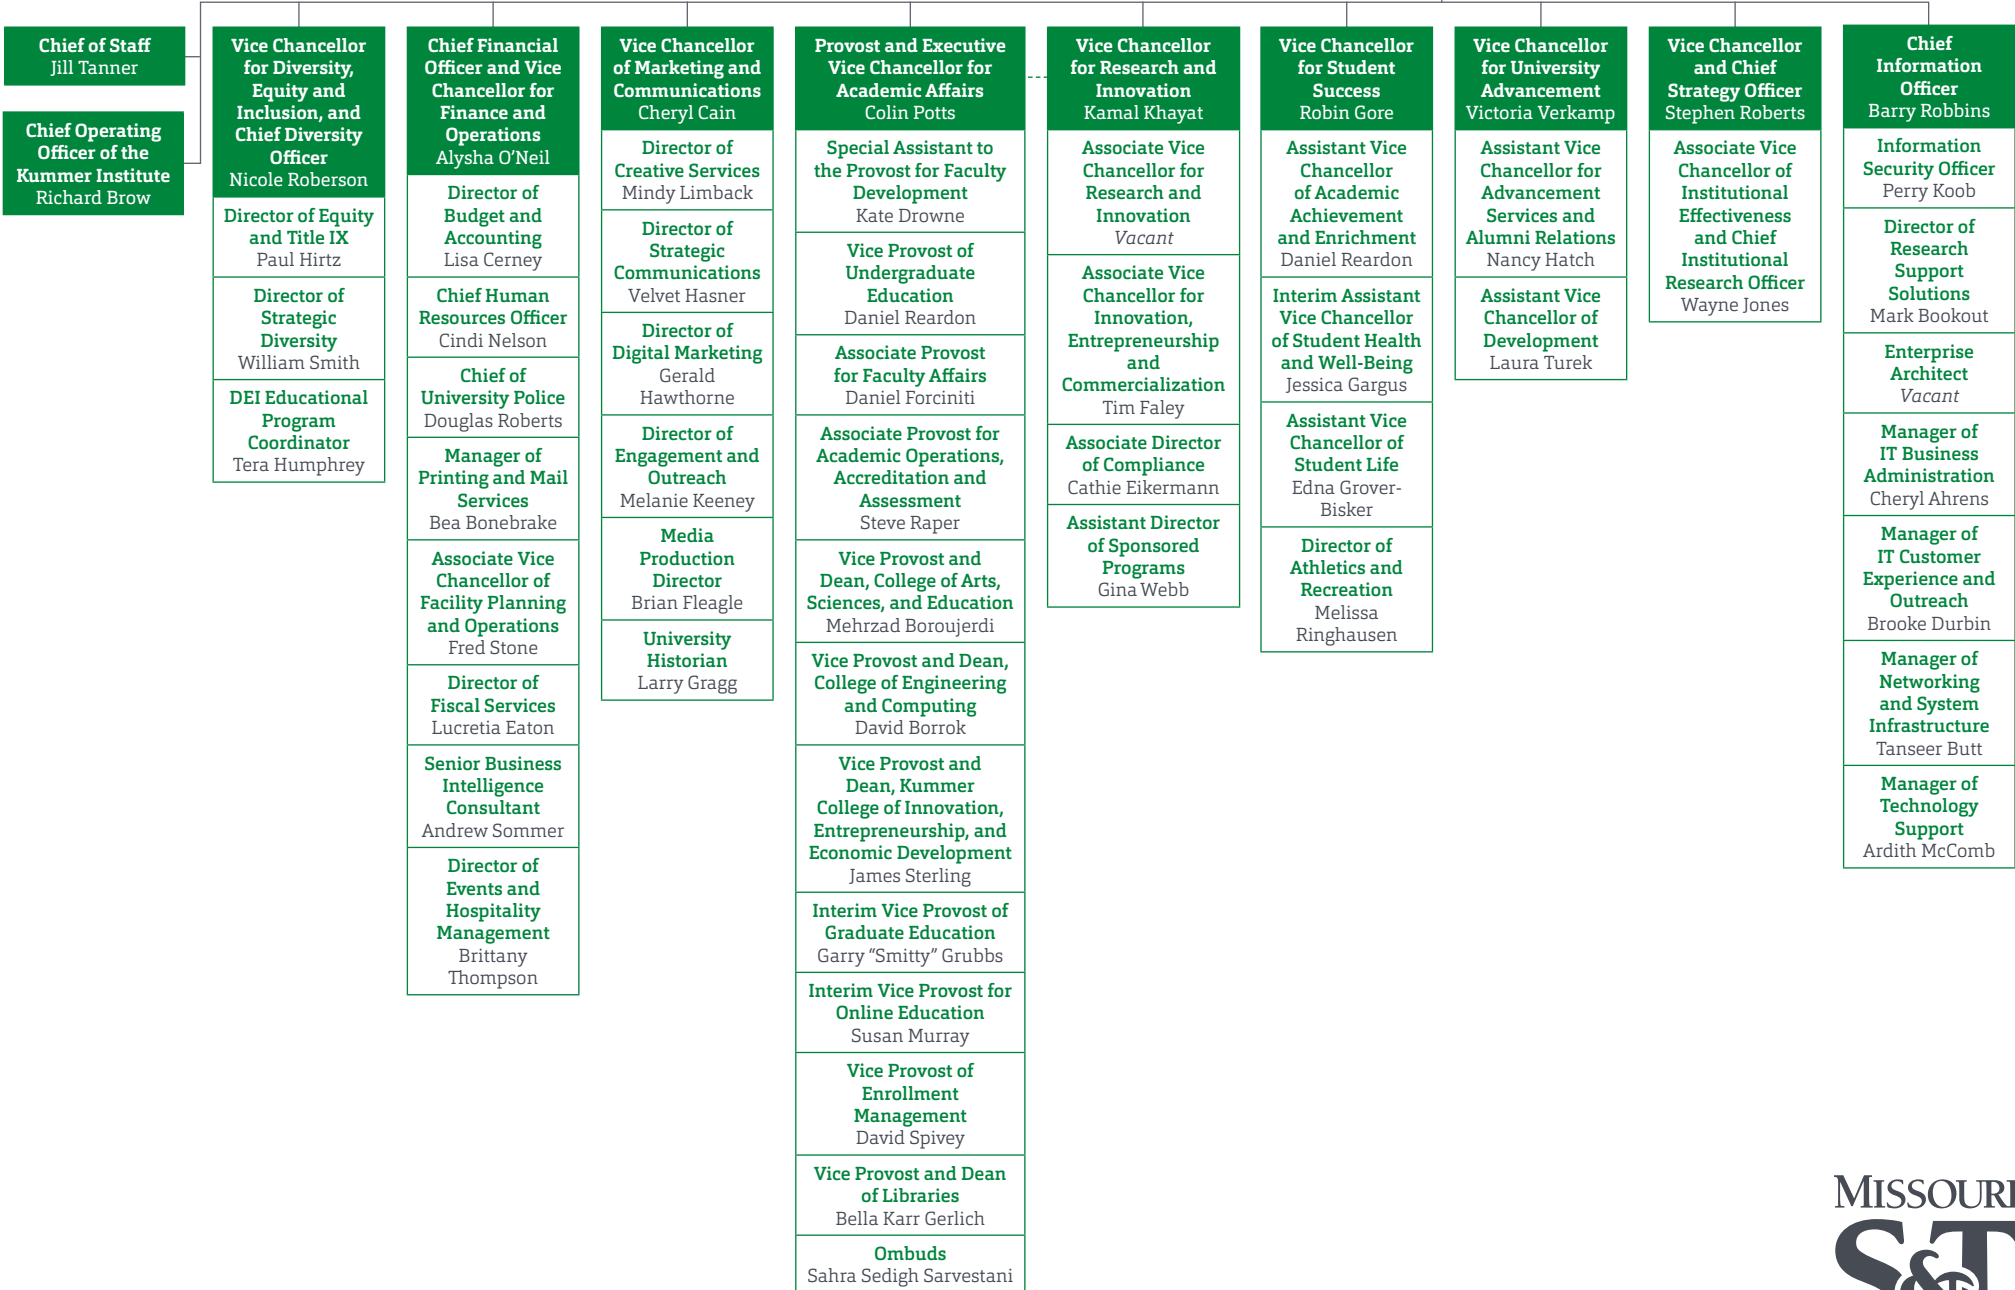 Chief of Staff
Jill Tanner
Chief Operating
Officer of the
Kummer Institute
Richard Brow
Vice Chancellor
for Diversity,
Equity and
Inclusion, and
Chief Diversity
Officer
Nicole Roberson
Director of Equity
and Title IX
Paul Hirtz
Director of
Strategic
Diversity
William Smith
DEI Educational
Program
Coordinator
Tera Humphrey
Chief Financial
Officer and Vice
Chancellor for
Finance and
Operations
Alysha O’Neil
Director of
Budget and
Accounting
Lisa Cerney
Chief Human
Resources Officer
Cindi Nelson
Chief of
University Police
Douglas Roberts
Manager of
Printing and Mail
Services
Bea Bonebrake
Associate Vice
Chancellor of
Facility Planning
and Operations
Fred Stone
Director of
Fiscal Services
Lucretia Eaton
Senior Business
Intelligence
Consultant
Andrew Sommer
Director of
Events and
Hospitality
Management
Brittany
Thompson
Vice Chancellor
of Marketing and
Communications
Cheryl Cain
Director of
Creative Services
Mindy Limback
Director of
Strategic
Communications
Velvet Hasner
Director of
Digital Marketing
Gerald
Hawthorne
Director of
Engagement and
Outreach
Melanie Keeney
Media
Production
Director
Brian Fleagle
University
Historian
Larry Gragg
Provost and Executive
Vice Chancellor for
Academic Affairs
Colin Potts
Special Assistant to
the Provost for Faculty
Development
Kate Drowne
Vice Provost of
Undergraduate
Education
Daniel Reardon
Associate Provost
for Faculty Affairs
Daniel Forciniti
Associate Provost for
Academic Operations,
Accreditation and
Assessment
Steve Raper
Vice Provost and
Dean, College of Arts,
Sciences, and Education
Mehrzad Boroujerdi
Vice Provost and Dean,
College of Engineering
and Computing
David Borrok
Vice Provost and
Dean, Kummer
College of Innovation,
Entrepreneurship, and
Economic Development
James Sterling
Interim Vice Provost of
Graduate Education
Garry “Smitty” Grubbs
Interim Vice Provost for
Online Education
Susan Murray
Vice Provost of
Enrollment
Management
David Spivey
Vice Provost and Dean
of Libraries
Bella Karr Gerlich
Ombuds
Sahra Sedigh Sarvestani
Vice Chancellor
for Research and
Innovation
Kamal Khayat
Associate Vice
Chancellor for
Research and
Innovation
Vacant
Associate Vice
Chancellor for
Innovation,
Entrepreneurship
and
Commercialization
Tim Faley
Associate Director
of Compliance
Cathie Eikermann
Assistant Director
of Sponsored
Programs
Gina Webb
Vice Chancellor
for Student
Success
Robin Gore
Assistant Vice
Chancellor
of Academic
Achievement
and Enrichment
Daniel Reardon
Interim Assistant
Vice Chancellor
of Student Health
and Well-Being
Jessica Gargus
Assistant Vice
Chancellor of
Student Life
Edna Grover-
Bisker
Director of
Athletics and
Recreation
Melissa
Ringhausen
Vice Chancellor
for University
Advancement
Victoria Verkamp
Assistant Vice
Chancellor for
Advancement
Services and
Alumni Relations
Nancy Hatch
Assistant Vice
Chancellor of
Development
Laura Turek
Vice Chancellor
and Chief
Strategy Officer
Stephen Roberts
Associate Vice
Chancellor of
Institutional
Effectiveness
and Chief
Institutional
Research Officer
Wayne Jones
Chief
Information
Officer
Barry Robbins
Information
Security Officer
Perry Koob
Director of
Research
Support
Solutions
Mark Bookout
Enterprise
Architect
Vacant
Manager of
IT Business
Administration
Cheryl Ahrens
Manager of
IT Customer
Experience and
Outreach
Brooke Durbin
Manager of
Networking
and System
Infrastructure
Tanseer Butt
Manager of
Technology
Support
Ardith McComb
MISSOURI
S&T